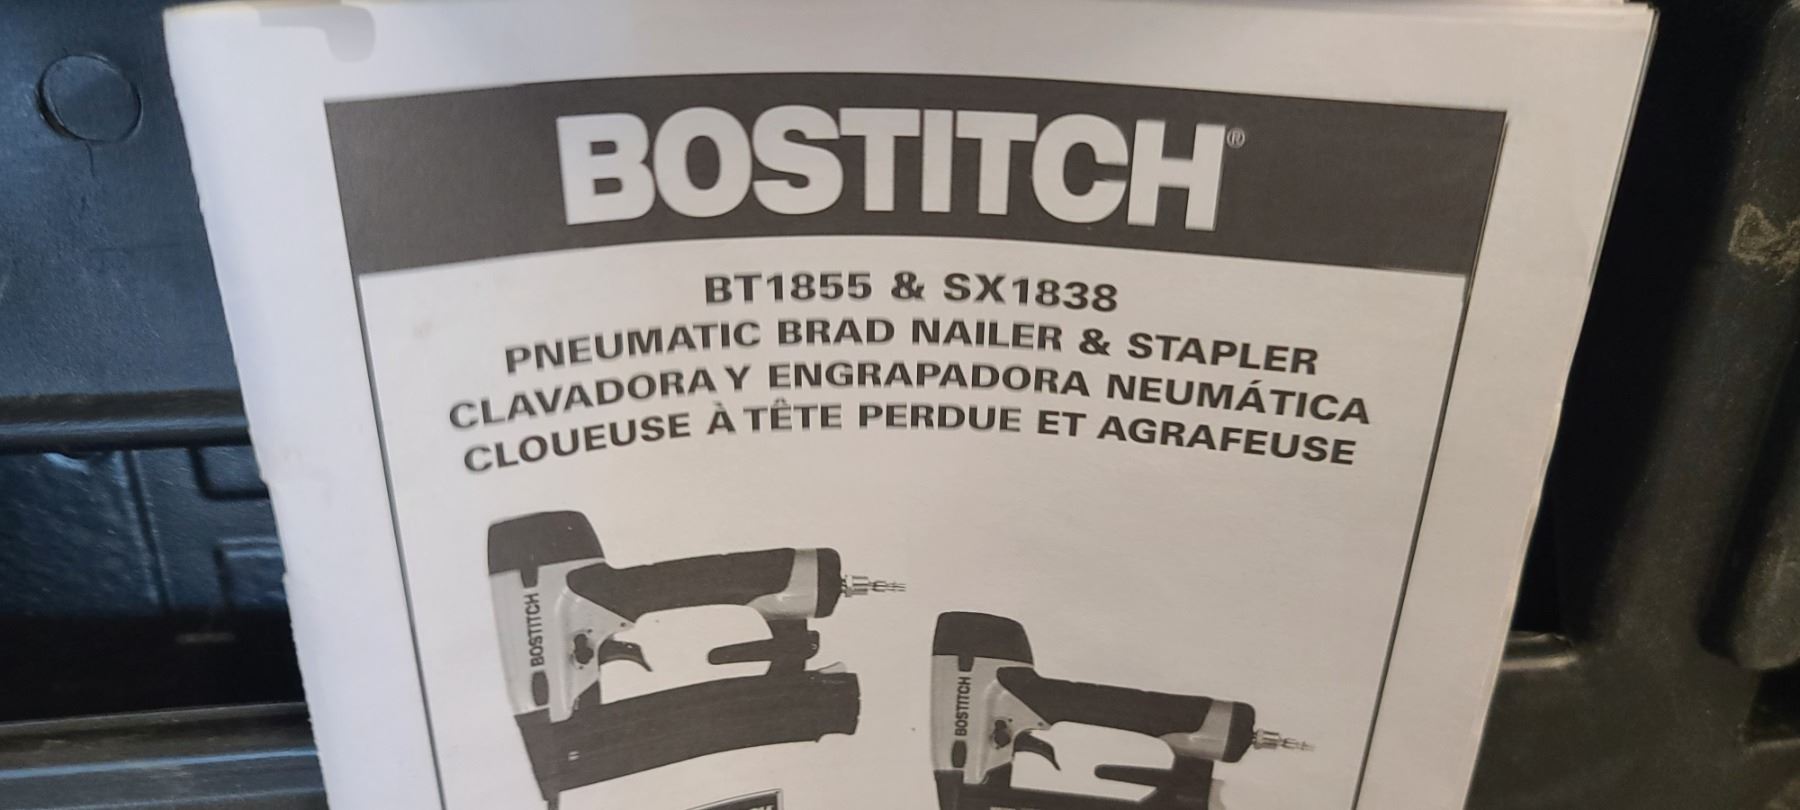 BOSTITCH®
BT1855 & SX1838
PNEUMATIC BRAD NAILER & STAPLER
CLAVADORA Y ENGRAPADORA NEUMÁTICA
CLOUEUSE À TÊTE PERDUE ET AGRAFEUSE
BOSTITCH
BOSTITCH